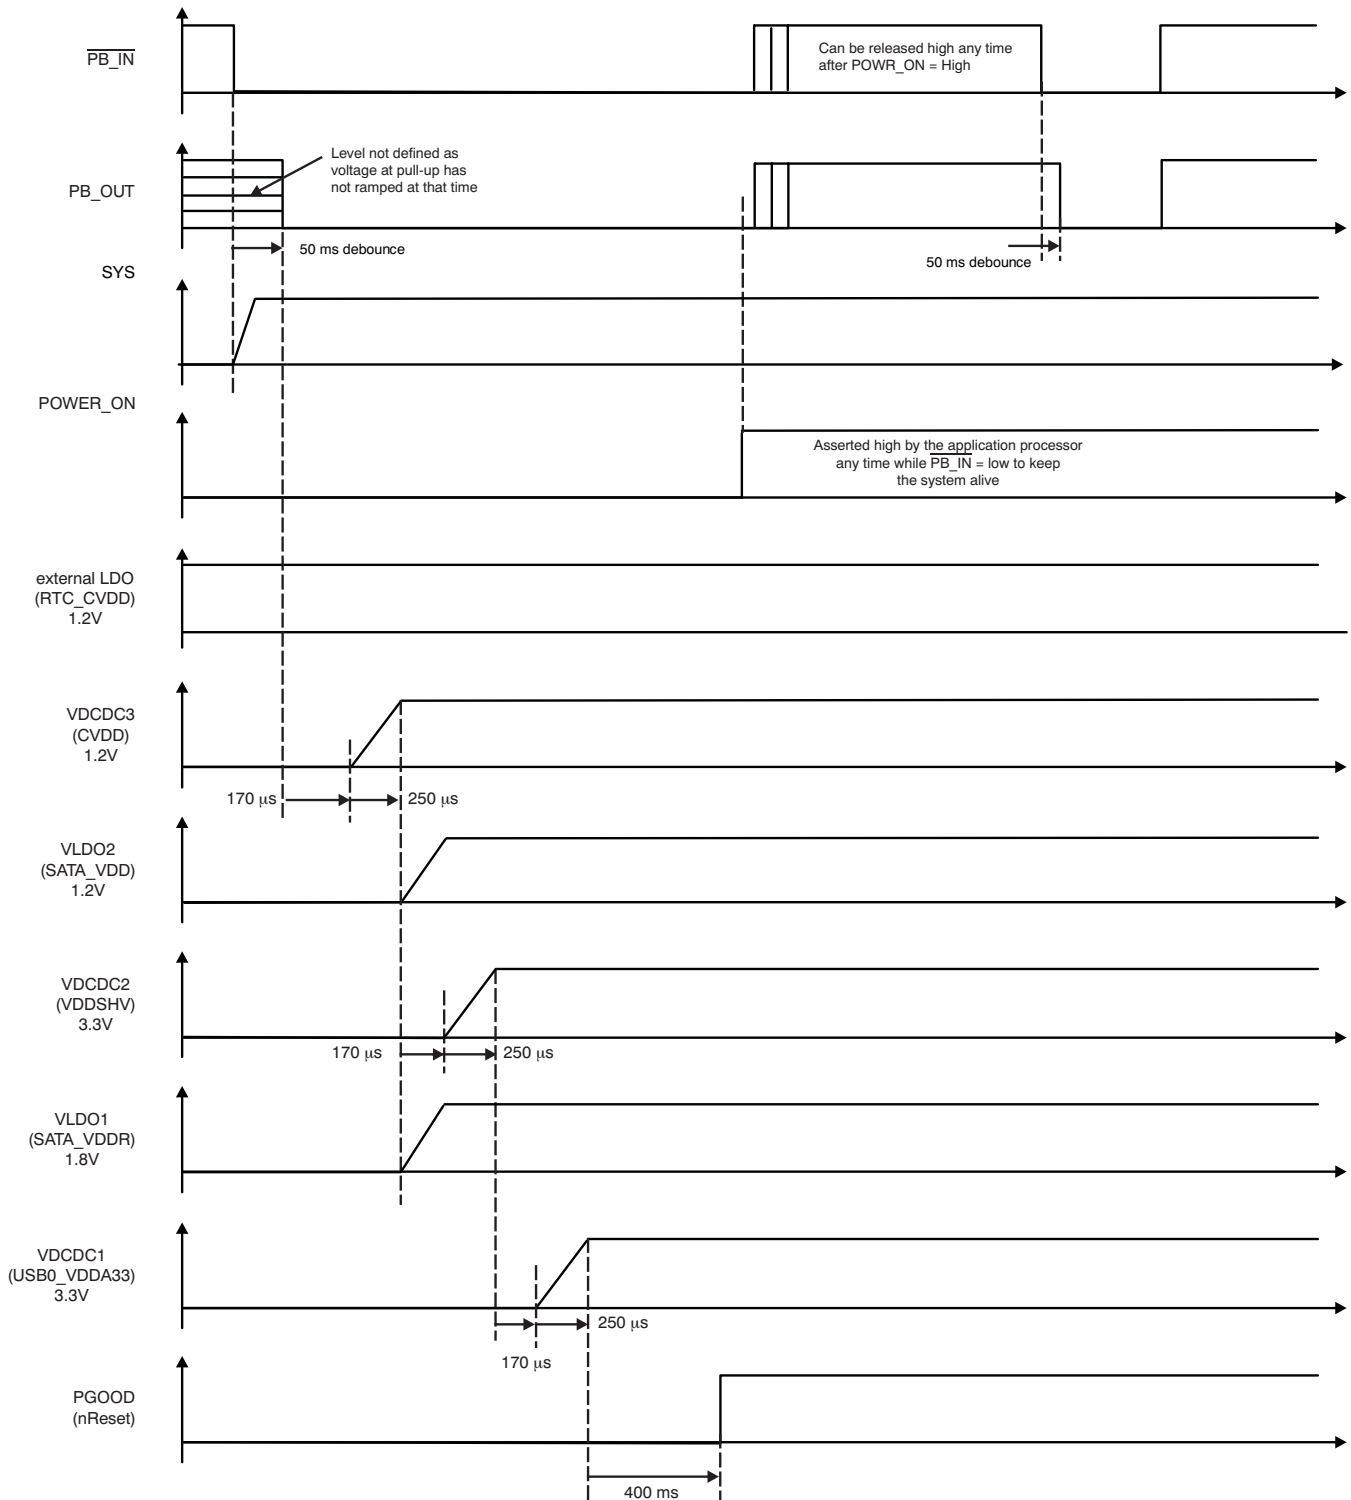 PB_IN
Can be released high any time
after POWR_ON = High
Level not defined as
voltage at pull-up has
not ramped at that time
PB_OUT
50 ms debounce
50 ms debounce
SYS
POWER_ON
Asserted high by the application processor
any time while PB_IN = low to keep
the system alive
external LDO
(RTC_CVDD)
1.2V
VDCDC3
(CVDD)
1.2V
170 μs
250 μs
VLDO2
(SATA_VDD)
1.2V
VDCDC2
(VDDSHV)
3.3V
170 μs
250 μs
VLDO1
(SATA_VDDR)
1.8V
VDCDC1
(USB0_VDDA33)
3.3V
250 μs
170 μs
PGOOD
(nReset)
400 ms